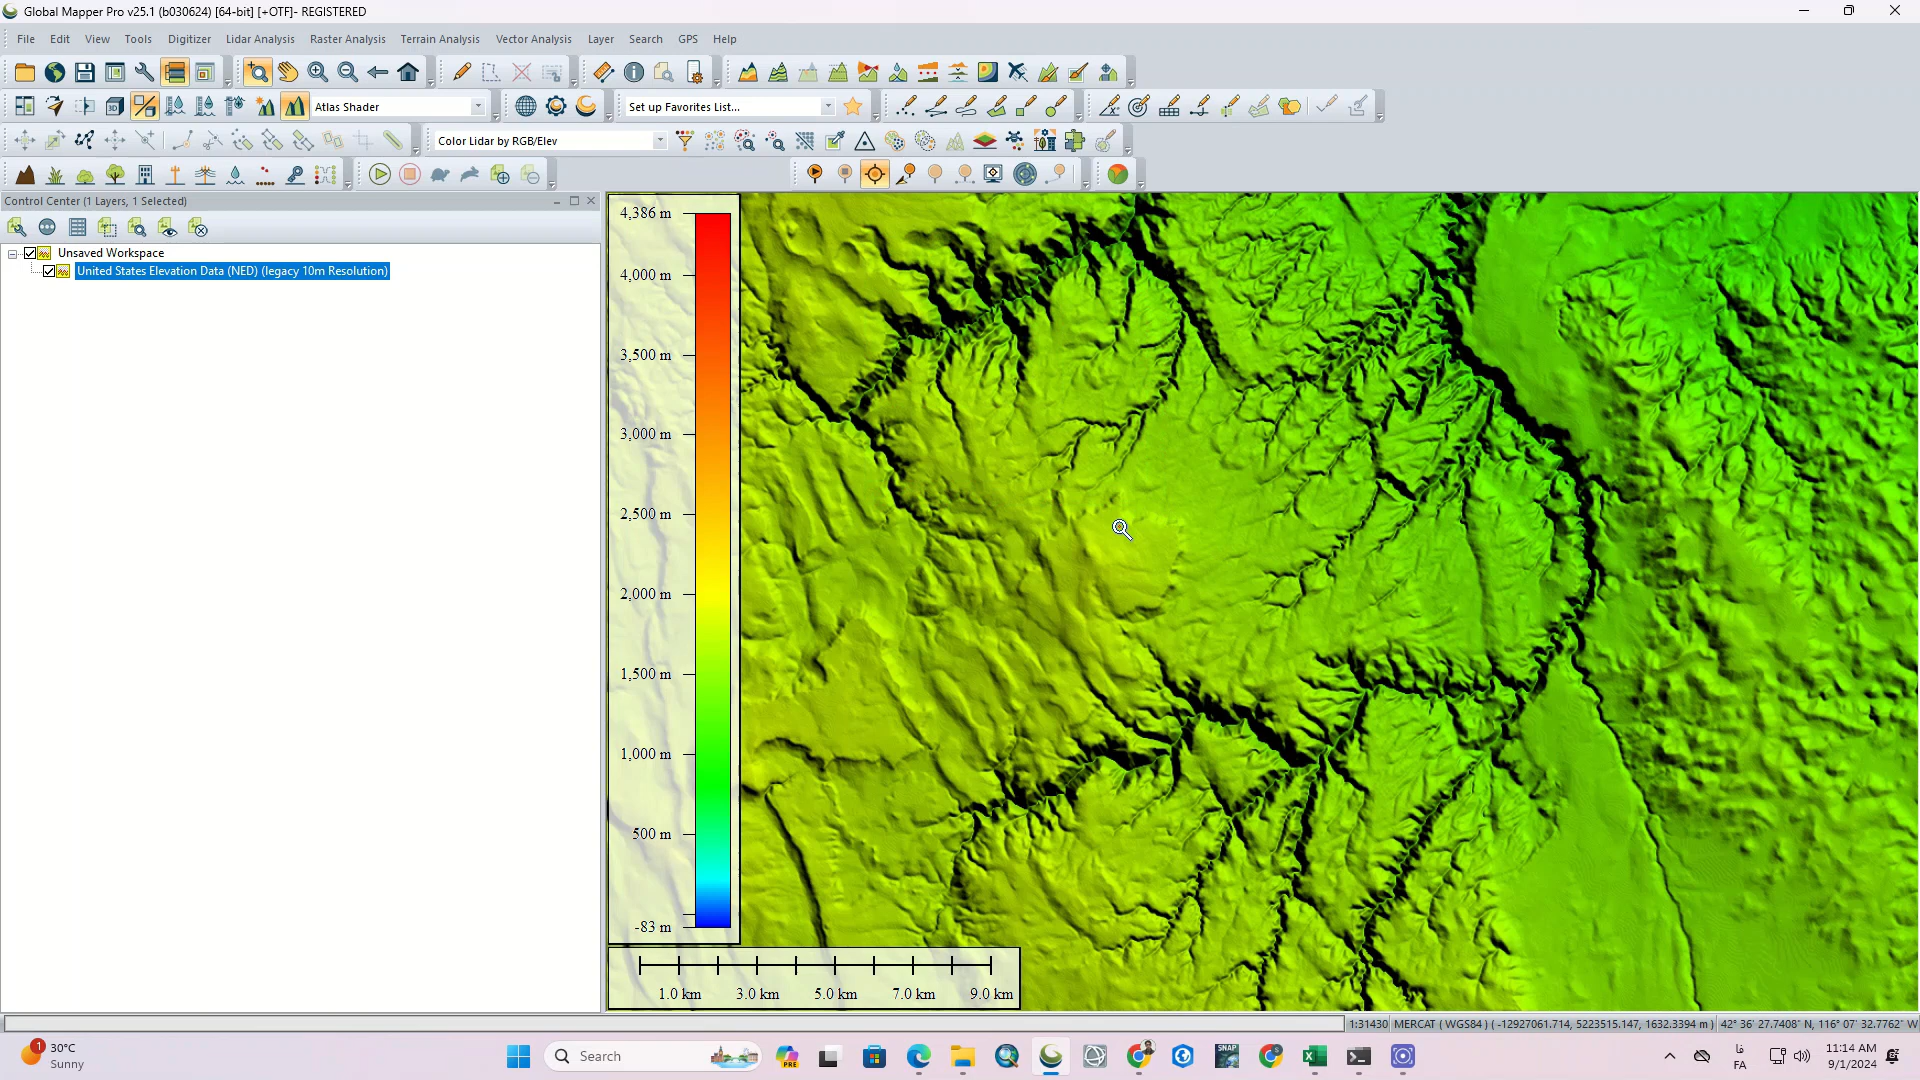 Global Mapper Pro v25.1 (b030624) [64-bit] [+OTF]- REGISTERED
File Edit View Tools Digitizer Lidar Analysis Raster Analysis Terrain Analysis Vector Analysis Layer Search GPS Help
3D Atlas Shader Set up Favorites List...
Color Lidar by RGB/Elev
Control Center (1 Layers, 1 Selected)
Unsaved Workspace
United States Elevation Data (NED) (legacy 10m Resolution)
4,386 m
4,000 m
3,500 m
3,000 m
2,500 m
2,000 m
1,500 m
1,000 m
500 m
-83 m
1.0 km 3.0 km 5.0 km 7.0 km 9.0 km
1:31430 MERCAT ( WGS84 ) ( -12927061.714, 5223515.147, 1632.3394 m ) 42° 36' 27.7408" N, 116° 07' 32.7762" W
1
30°C
Sunny
Search
PRE
SNAP
فا
FA
11:14 AM
9/1/2024